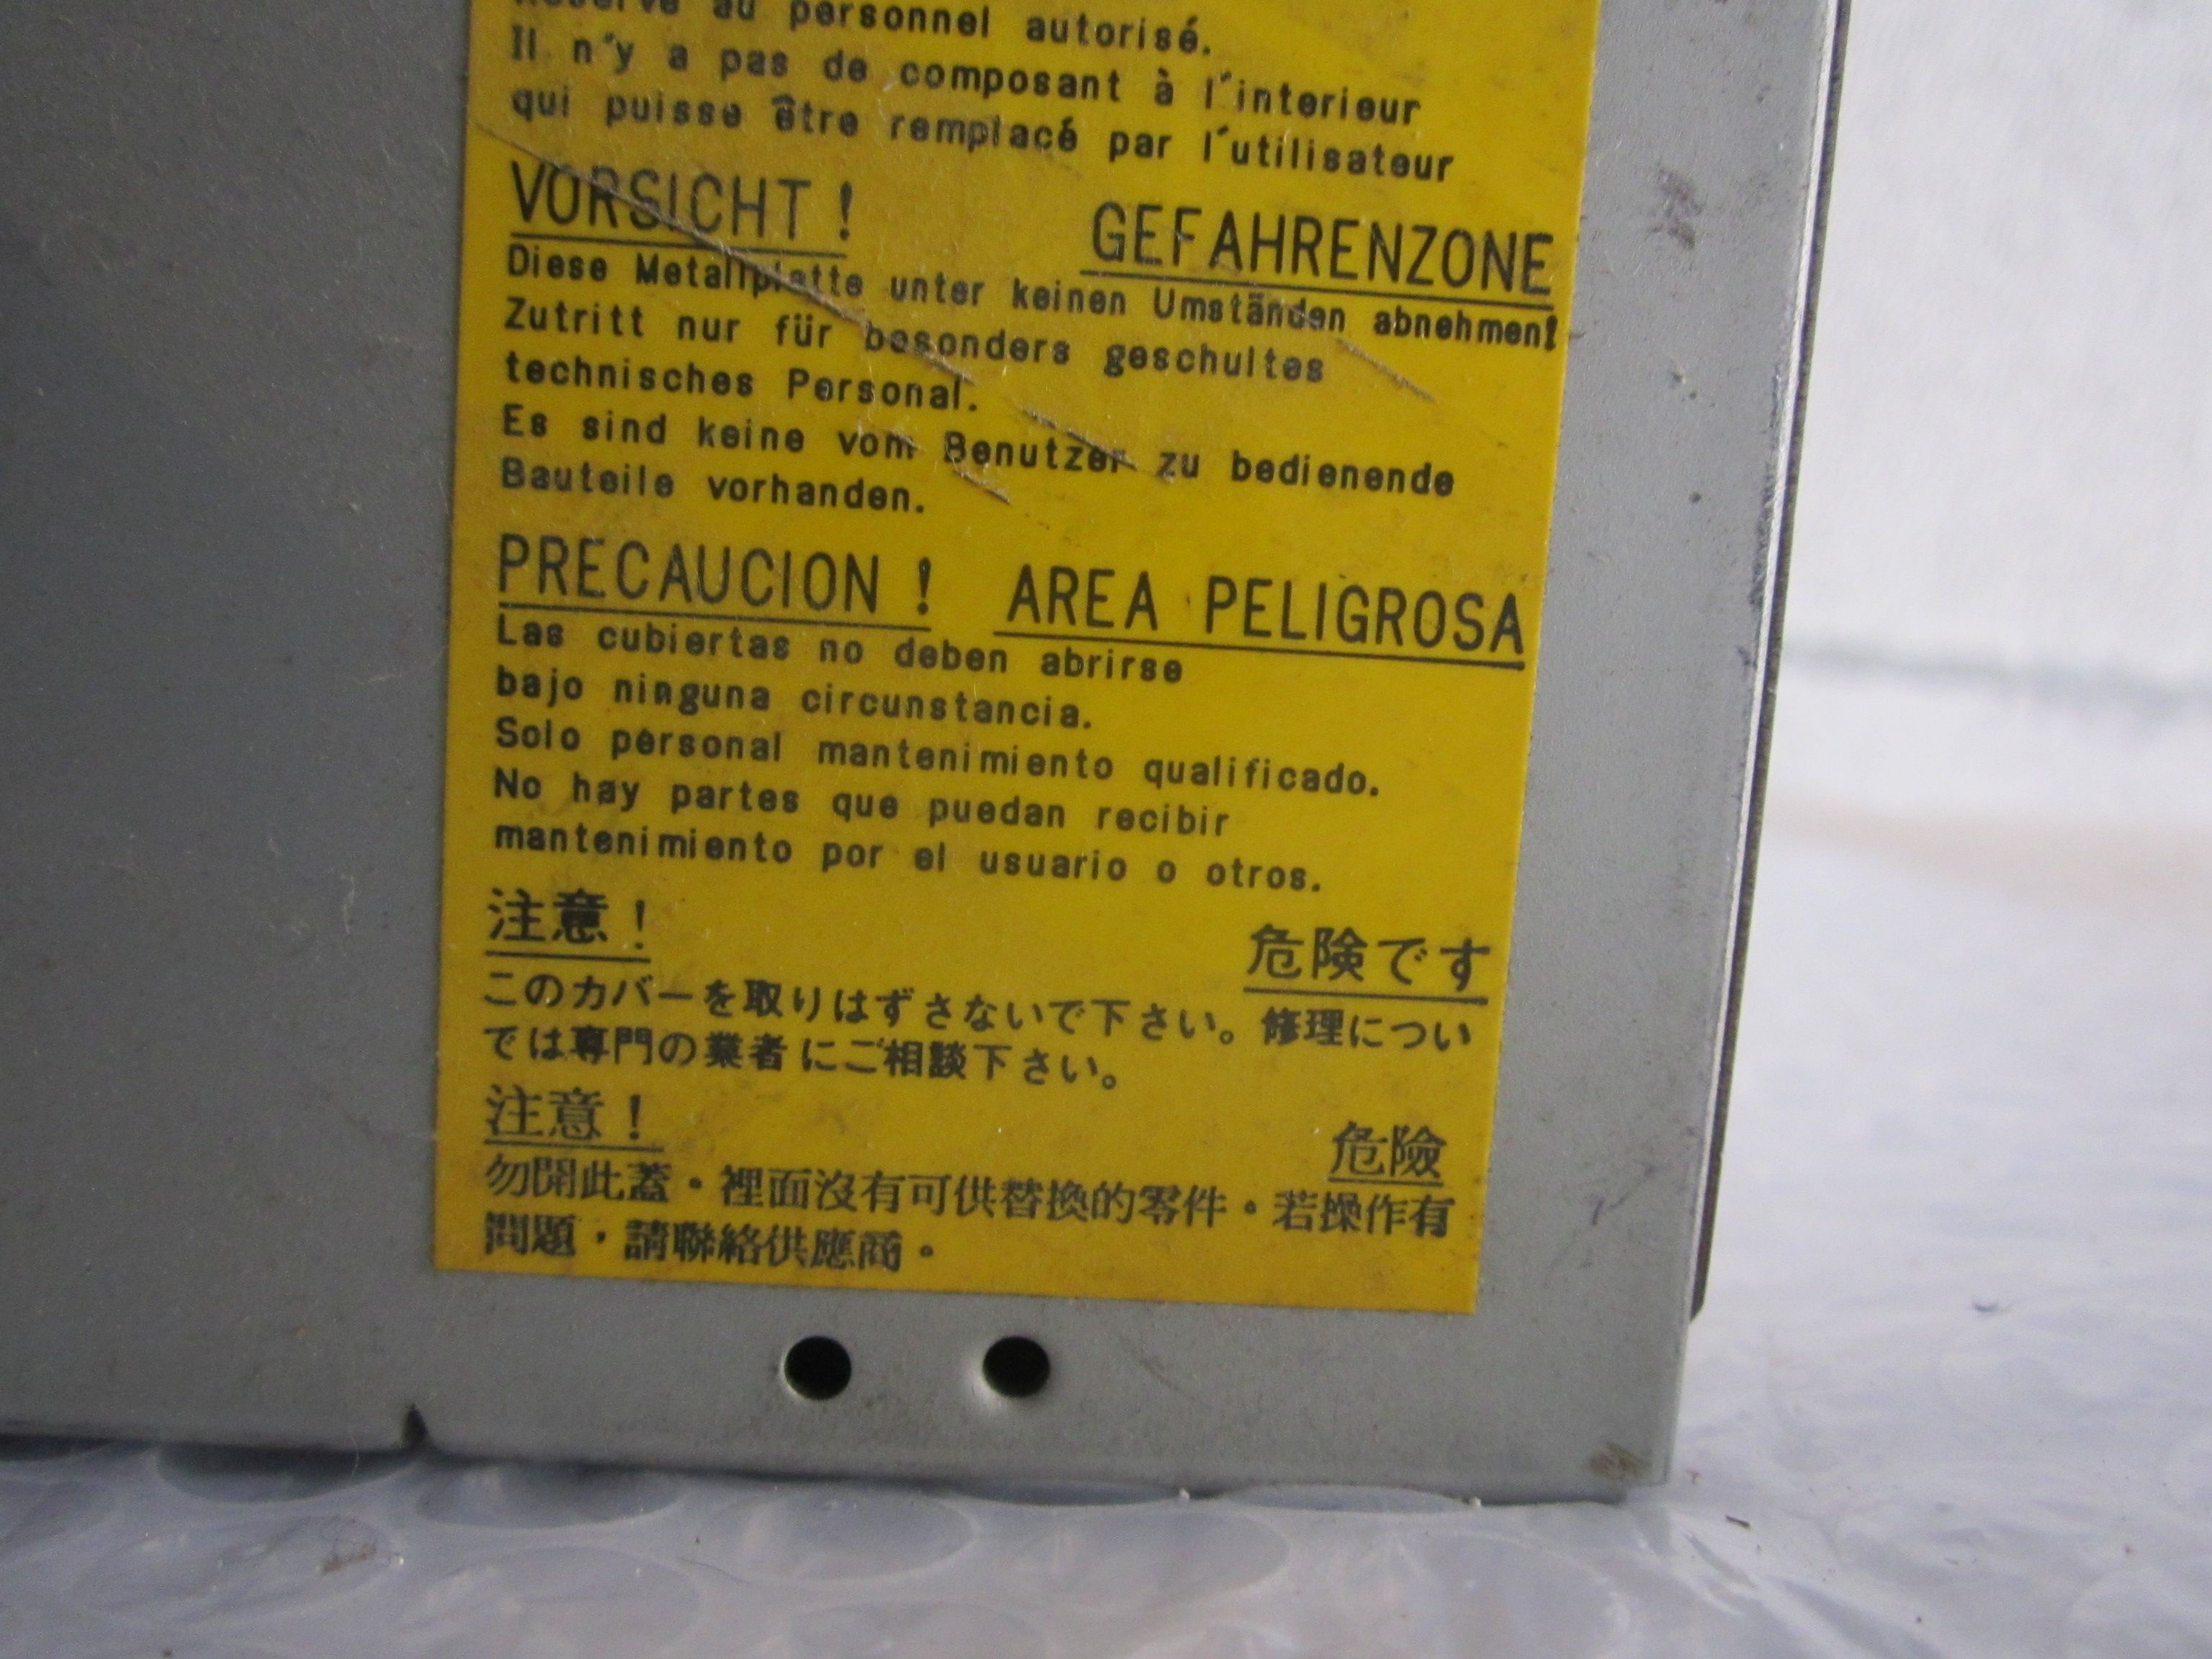 Réservé au personnel autorisé.
Il n'y a pas de composant à l'interieur
qui puisse être remplacé par l'utilisateur
VORSICHT ! GEFAHRENZONE
Diese Metallplatte unter keinen Umständen abnehmen!
Zutritt nur für besonders geschultes
technisches Personal.
Es sind keine vom Benutzer zu bedienende
Bauteile vorhanden.
PRECAUCION ! AREA PELIGROSA
Las cubiertas no deben abrirse
bajo ninguna circunstancia.
Solo personal mantenimiento qualificado.
No hay partes que puedan recibir
mantenimiento por el usuario o otros.
注意！ 危険です
このカバーを取りはずさないで下さい。修理につい
ては専門の業者にご相談下さい。
注意！ 危險
勿開此蓋。裡面沒有可供替換的零件。若操作有
問題，請聯絡供應商。